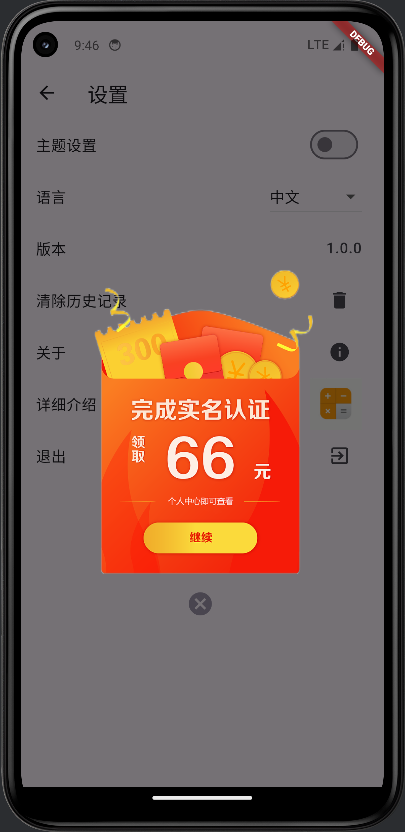 9:46
LTE
DEBUG
设置
主题设置
语言
中文
版本
1.0.0
清除历史记录
300
关于
完成实名认证
详细介绍
领取
66
元
退出
个人中心即可查看
继续